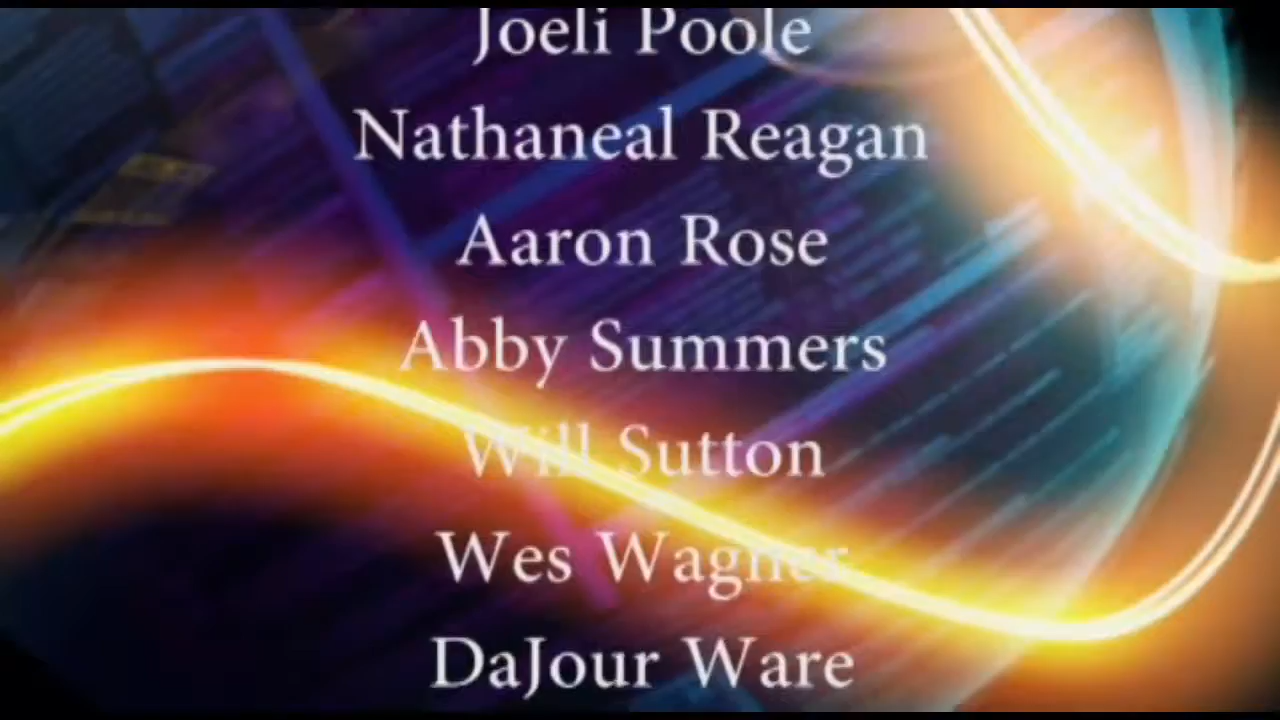 Joeli Poole
Nathaneal Reagan
Aaron Rose
Abby Summers
Will Sutton
Wes Wagner
DaJour Ware